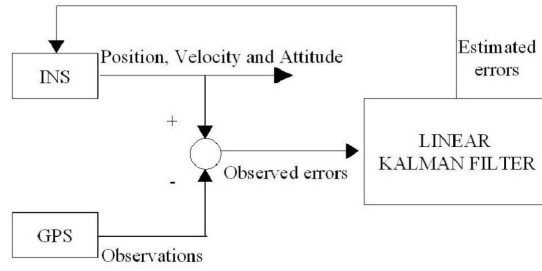 Position, Velocity and Attitude
Estimated
errors
INS
+
LINEAR
KALMAN FILTER
Observed errors
-
GPS
Observations